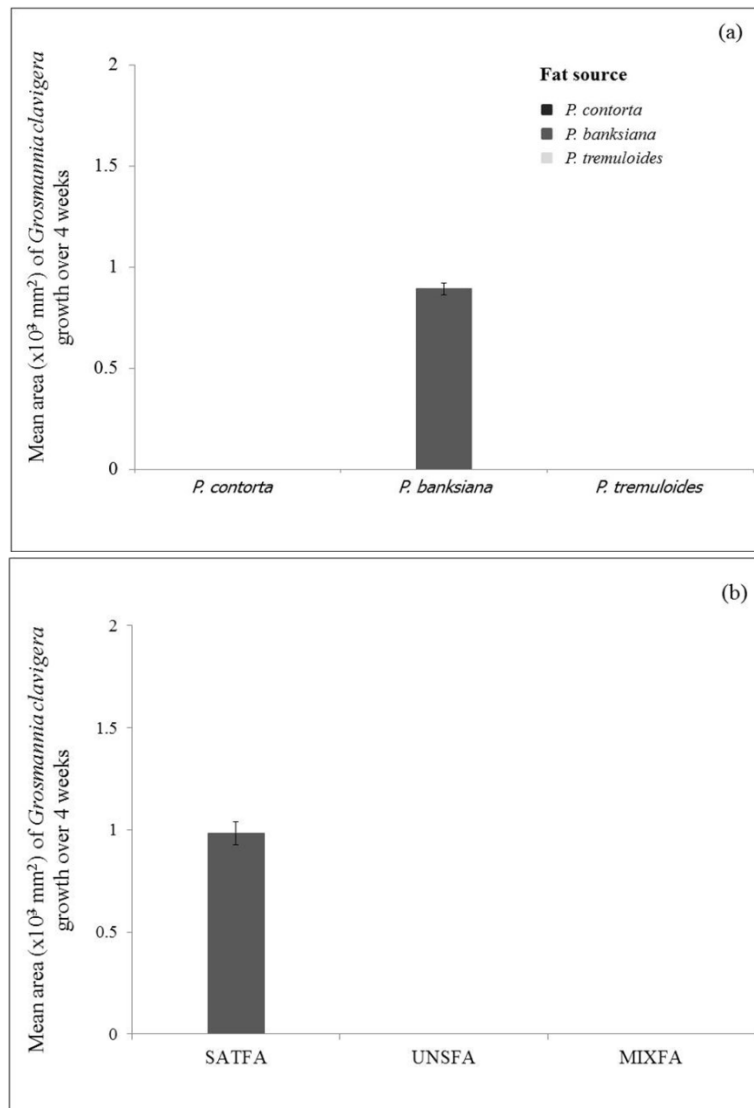 (a)
Mean area (x10³ mm²) of Grosmannia clavigera
growth over 4 weeks
2
1.5
1
0.5
0
Fat source
P. contorta
P. banksiana
P. tremuloides
P. contorta P. banksiana P. tremuloides
(b)
Mean area (x10³ mm²) of Grosmannia clavigera
growth over 4 weeks
2
1.5
1
0.5
0
SATFA UNSFA MIXFA